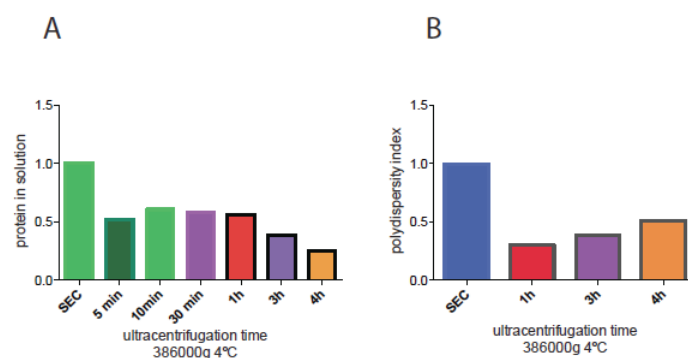 A
1.5
1.0
0.5
0.0
protein in solution
SEC
5 min
10min
30 min
1h
3h
4h
ultracentrifugation time
386000g 4ºC
B
1.5
1.0
0.5
0.0
polydispersity index
SEC
1h
3h
4h
ultracentrifugation time
386000g 4ºC